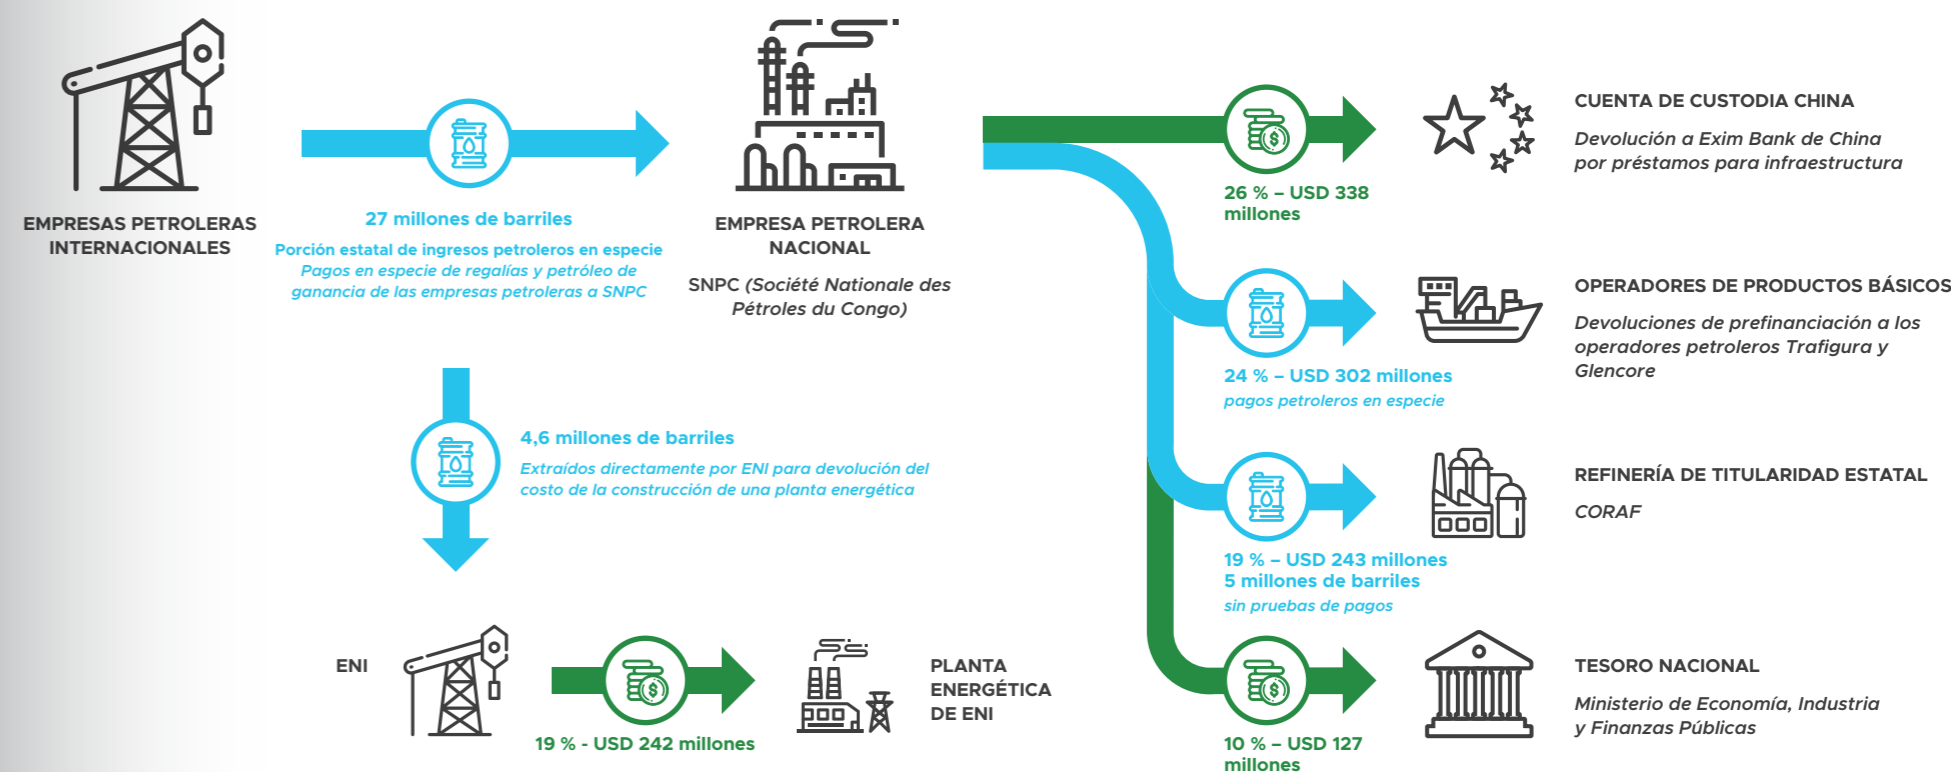 EMPRESAS PETROLERAS
INTERNACIONALES
27 millones de barriles
Porción estatal de ingresos petroleros en especie
Pagos en especie de regalías y petróleo de
ganancia de las empresas petroleras a SNPC
EMPRESA PETROLERA
NACIONAL
SNPC (Société Nationale des
Pétroles du Congo)
26 % – USD 338
millones
CUENTA DE CUSTODIA CHINA
Devolución a Exim Bank de China
por préstamos para infraestructura
24 % – USD 302 millones
pagos petroleros en especie
OPERADORES DE PRODUCTOS BÁSICOS
Devoluciones de prefinanciación a los
operadores petroleros Trafigura y
Glencore
4,6 millones de barriles
Extraídos directamente por ENI para devolución del
costo de la construcción de una planta energética
19 % – USD 243 millones
5 millones de barriles
sin pruebas de pagos
REFINERÍA DE TITULARIDAD ESTATAL
CORAF
ENI
19 % - USD 242 millones
PLANTA
ENERGÉTICA
DE ENI
10 % – USD 127
millones
TESORO NACIONAL
Ministerio de Economía, Industria
y Finanzas Públicas